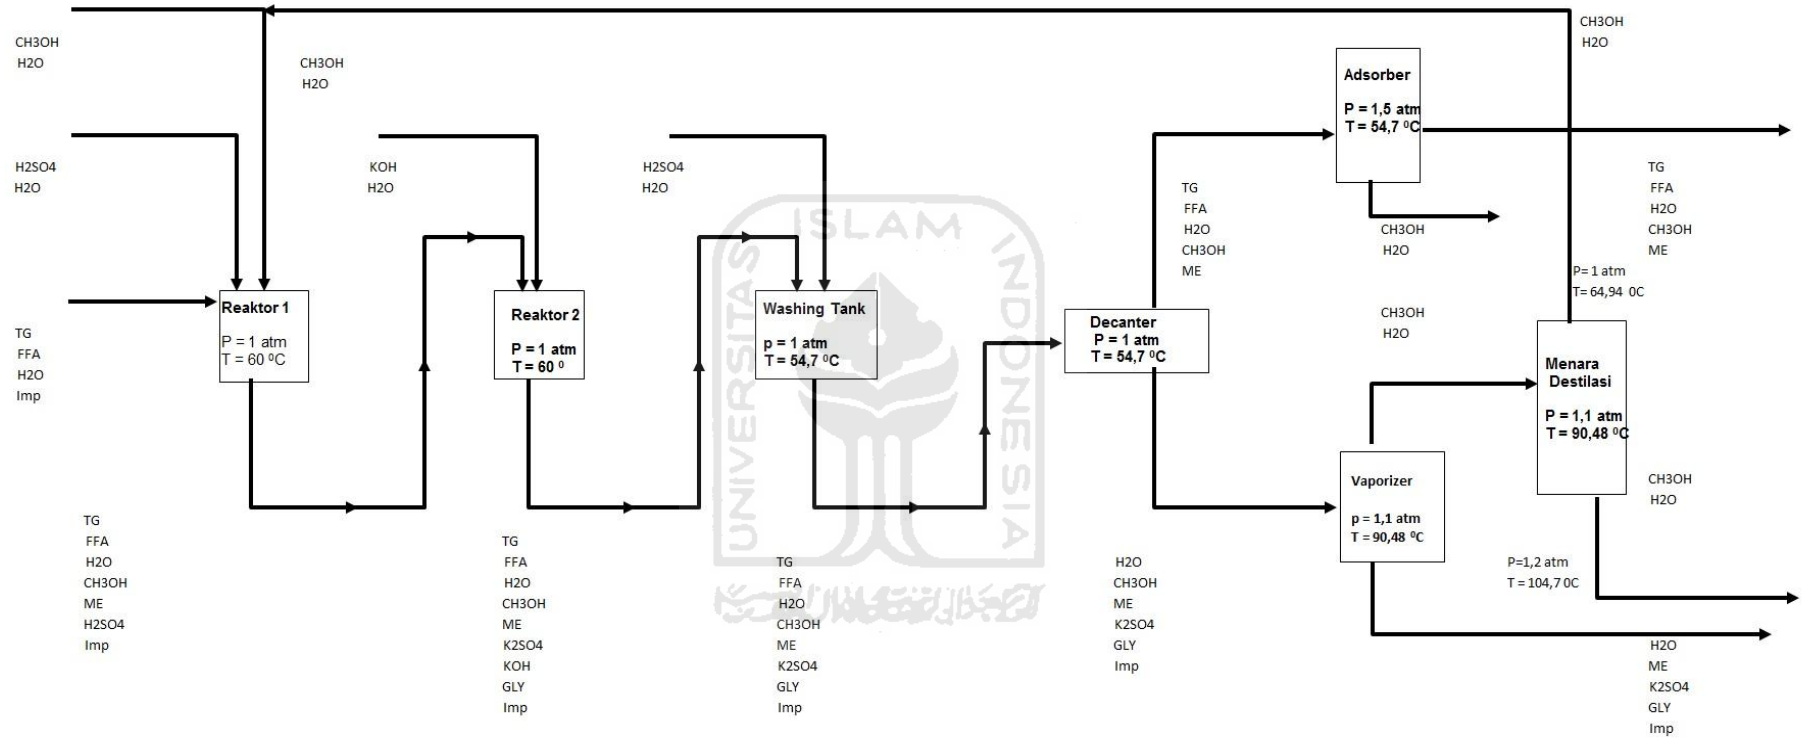 CH3OH
H2O
CH3OH
H2O
CH3OH
H2O
H2SO4
H2O
KOH
H2O
H2SO4
H2O
TG
FFA
H2O
Imp
Reaktor 1
P = 1 atm
T = 60 ⁰C
TG
FFA
H2O
CH3OH
ME
H2SO4
Imp
Reaktor 2
P = 1 atm
T = 60 ⁰
TG
FFA
H2O
CH3OH
ME
K2SO4
KOH
GLY
Imp
Washing Tank
p = 1 atm
T = 54,7 ⁰C
TG
FFA
H2O
CH3OH
ME
K2SO4
GLY
Imp
Decanter
P = 1 atm
T = 54,7 ⁰C
TG
FFA
H2O
CH3OH
ME
H2O
CH3OH
ME
K2SO4
GLY
Imp
Adsorber
P = 1,5 atm
T = 54,7 ⁰C
CH3OH
H2O
TG
FFA
H2O
CH3OH
ME
CH3OH
H2O
Vaporizer
p = 1,1 atm
T = 90,48 ⁰C
P= 1 atm
T= 64,94 0C
Menara
Destilasi
P = 1,1 atm
T = 90,48 ⁰C
CH3OH
H2O
P=1,2 atm
T = 104,7 0C
H2O
ME
K2SO4
GLY
Imp
UNIVERSITAS
ISLAM
INDONESIA